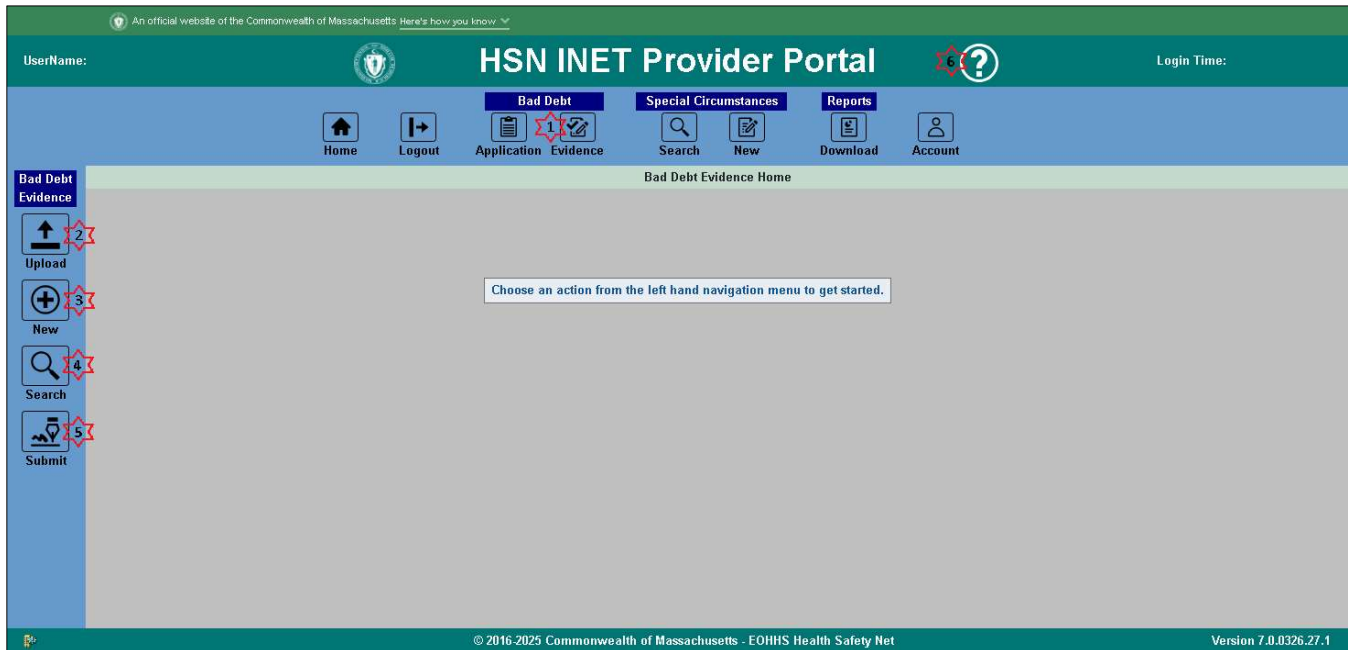 An official website of the Commonwealth of Massachusetts Here's how you know
UserName:
HSN INET Provider Portal
6
?
Login Time:
Bad Debt
Special Circumstances
Reports
1
Home
Logout
Application
Evidence
Search
New
Download
Account
Bad Debt
Evidence
Bad Debt Evidence Home
2
Upload
Choose an action from the left hand navigation menu to get started.
3
New
4
Search
5
Submit
© 2016-2025 Commonwealth of Massachusetts - EOHHS Health Safety Net
Version 7.0.0326.27.1